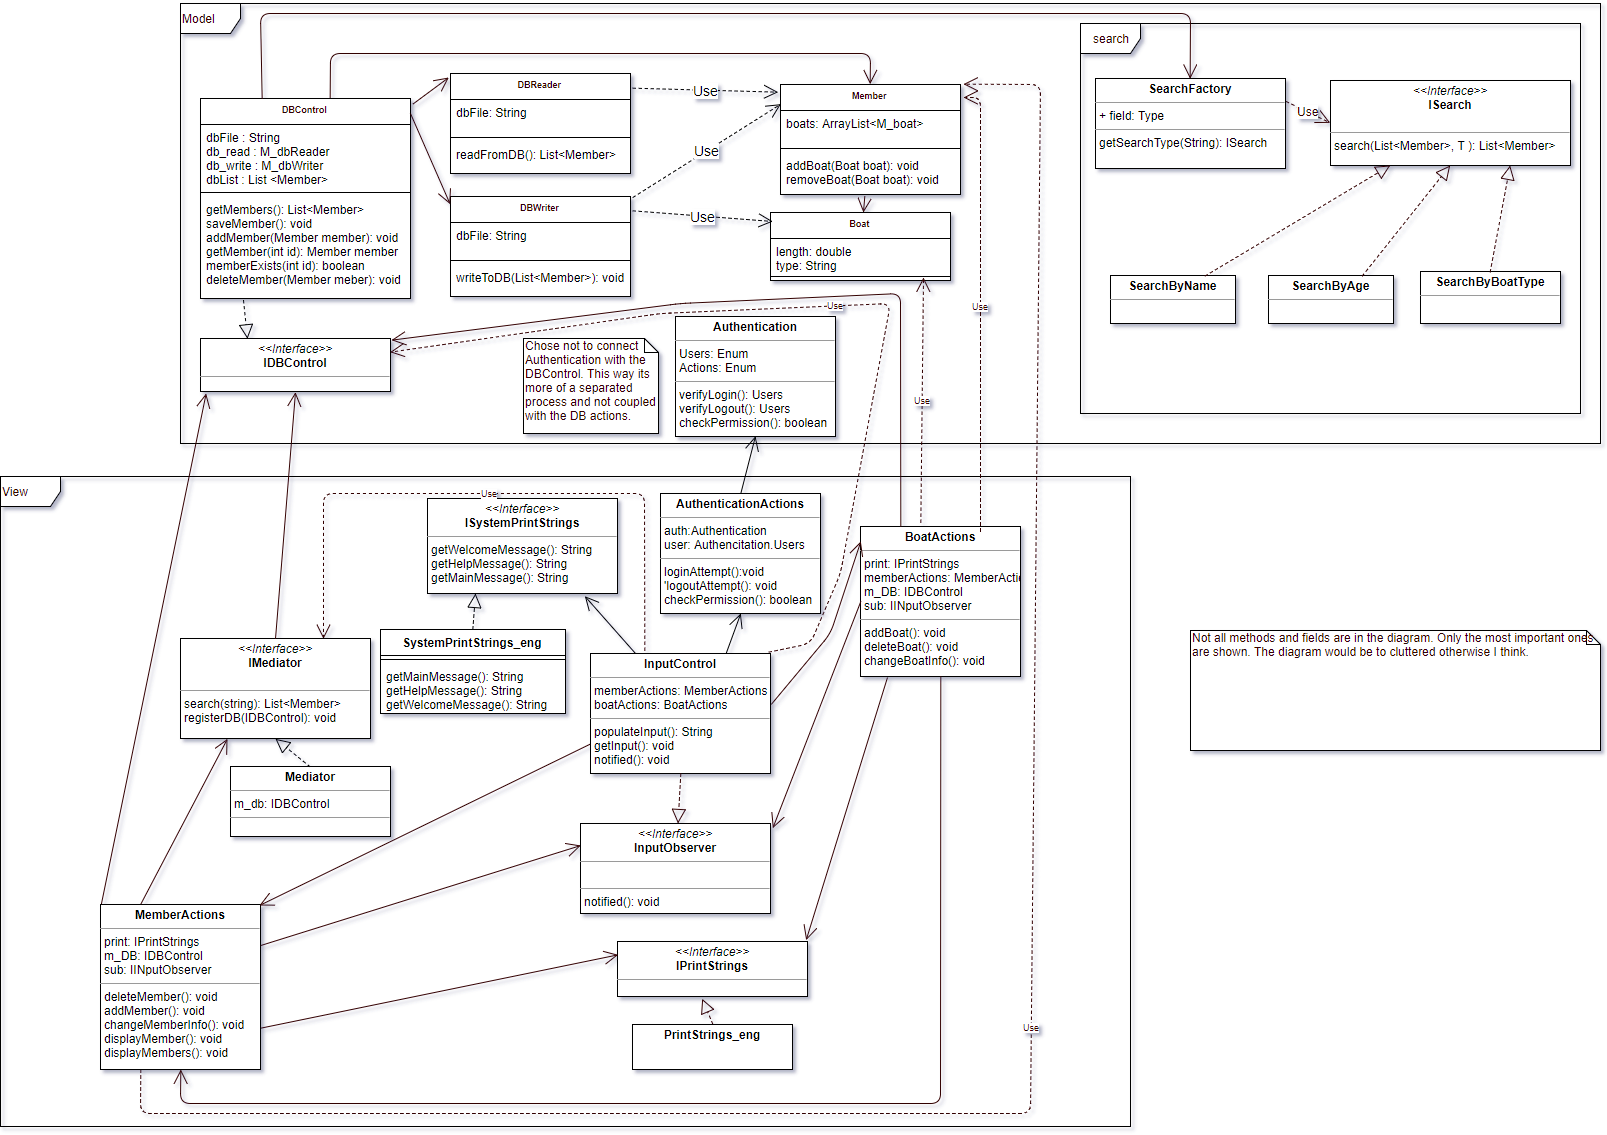 Model
search
DBControl
dbFile : String
db_read : M_dbReader
db_write : M_dbWriter
dbList : List <Member>
getMembers(): List<Member>
saveMember(): void
addMember(Member member): void
getMember(int id): Member member
memberExists(int id): boolean
deleteMember(Member meber): void
DBReader
dbFile: String
readFromDB(): List<Member>
DBWriter
dbFile: String
writeToDB(List<Member>): void
Use
Use
Use
Member
boats: ArrayList<M_boat>
addBoat(Boat boat): void
removeBoat(Boat boat): void
Boat
length: double
type: String
SearchFactory
+ field: Type
getSearchType(String): ISearch
Use
<<Interface>>
ISearch
search(List<Member>, T ): List<Member>
SearchByName
SearchByAge
SearchByBoatType
<<Interface>>
IDBControl
Chose not to connect
Authentication with the
DBControl. This way its
more of a separated
process and not coupled
with the DB actions.
Use
Authentication
Users: Enum
Actions: Enum
verifyLogin(): Users
verifyLogout(): Users
checkPermission(): boolean
Use
Use
View
Use
<<Interface>>
ISystemPrintStrings
getWelcomeMessage(): String
getHelpMessage(): String
getMainMessage(): String
AuthenticationActions
auth:Authentication
user: Authencitation.Users
loginAttempt():void
'logoutAttempt(): void
checkPermission(): boolean
BoatActions
print: IPrintStrings
memberActions: MemberActi
m_DB: IDBControl
sub: IINputObserver
addBoat(): void
deleteBoat(): void
changeBoatInfo(): void
<<Interface>>
IMediator
search(string): List<Member>
registerDB(IDBControl): void
SystemPrintStrings_eng
getMainMessage(): String
getHelpMessage(): String
getWelcomeMessage(): String
InputControl
memberActions: MemberActions
boatActions: BoatActions
populateInput(): String
getInput(): void
notified(): void
Not all methods and fields are in the diagram. Only the most important ones
are shown. The diagram would be to cluttered otherwise I think.
Mediator
m_db: IDBControl
<<Interface>>
InputObserver
notified(): void
MemberActions
print: IPrintStrings
m_DB: IDBControl
sub: IINputObserver
deleteMember(): void
addMember(): void
changeMemberInfo(): void
displayMember(): void
displayMembers(): void
<<Interface>>
IPrintStrings
PrintStrings_eng
Use